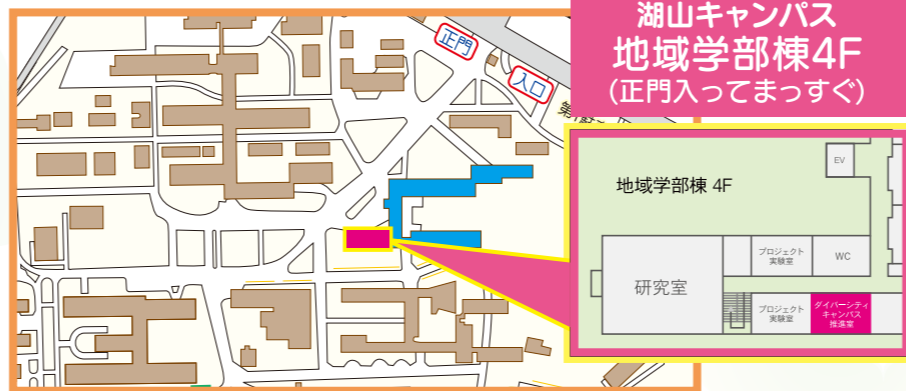 湖山キャンパス
地域学部棟4F
(正門入ってまっすぐ)
正門
入口
地域学部棟 4F
EV
プロジェクト
実験室
WC
研究室
プロジェクト
実験室
ダイバーシティ
キャンパス
推進室